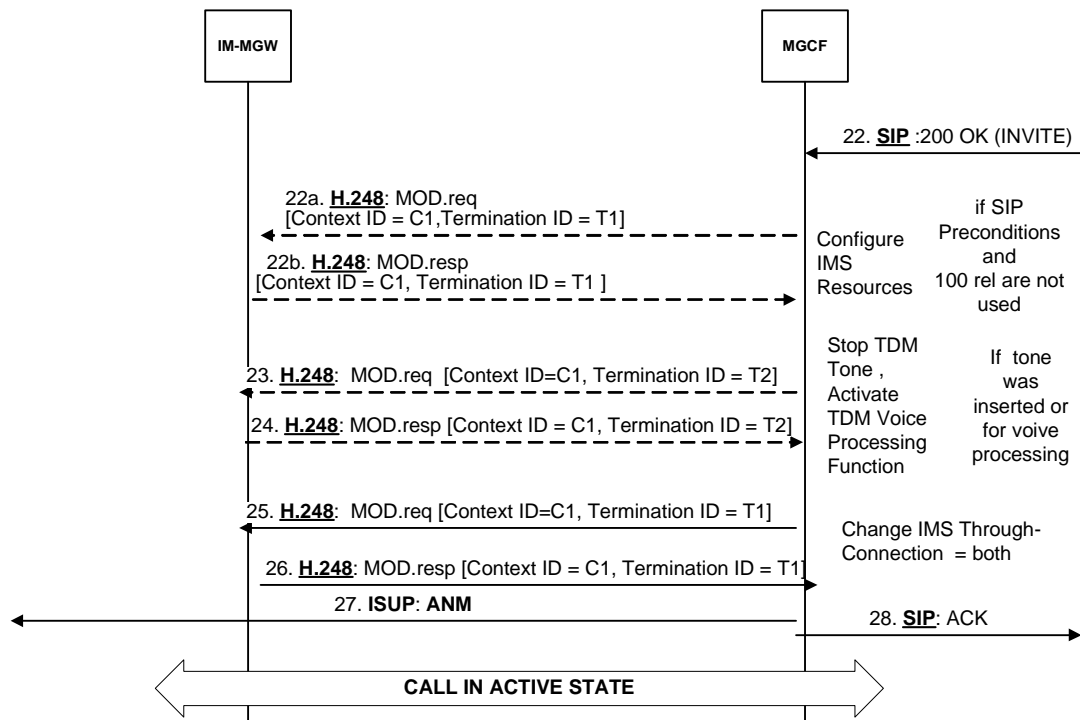 IM-MGW
MGCF
22. SIP :200 OK (INVITE)
22a. H.248: MOD.req
[Context ID = C1,Termination ID = T1]
22b. H.248: MOD.resp
[Context ID = C1, Termination ID = T1 ]
Configure
IMS
Resources
if SIP
Preconditions
and
100 rel are not
used
23. H.248:  MOD.req  [Context ID=C1, Termination ID = T2]
24. H.248: MOD.resp [Context ID = C1, Termination ID = T2]
Stop TDM
Tone ,
Activate
TDM Voice
Processing
Function
If  tone
was
inserted or
for voive
processing
25. H.248:  MOD.req [Context ID=C1, Termination ID = T1]
26. H.248: MOD.resp [Context ID = C1, Termination ID = T1]
Change IMS Through-
Connection  = both
27. ISUP: ANM
28. SIP: ACK
CALL IN ACTIVE STATE